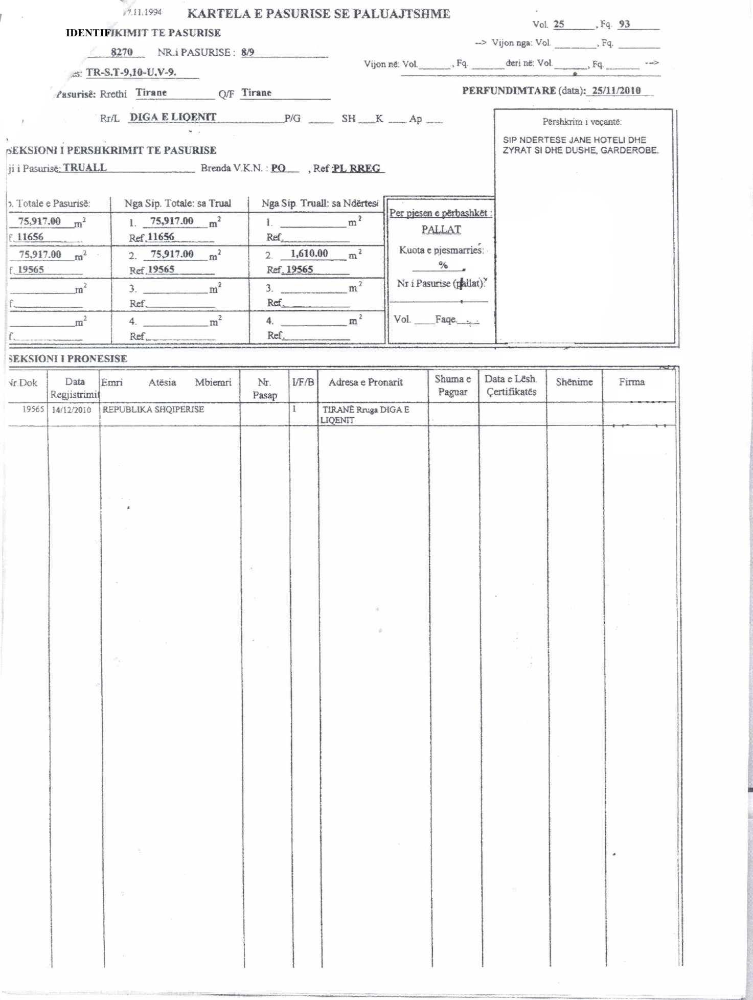 7.11.1994 KARTELA E PASURISE SE PALUAJTSHME
Vol. 25 , Fq. 93
IDENTIFIKIMIT TE PASURISE
--> Vijon nga: Vol. , Fq.
8270 NR.i PASURISE : 8/9
Vijon në: Vol. , Fq. deri në: Vol. , Fq. -->
es: TR-S,T-9,10-U,V-9.
Pasurisë: Rrethi Tirane Q/F Tirane
PERFUNDIMTARE (data): 25/11/2010
Rr/L DIGA E LIQENIT P/G SH K Ap
Përshkrim i veçantë:
SIP NDERTESE JANE HOTELI DHE
ZYRAT SI DHE DUSHE, GARDEROBE.
SEKSIONI I PERSHKRIMIT TE PASURISE
ji i Pasurisë: TRUALL Brenda V.K.N. : PO , Ref PL RREG
p. Totale e Pasurisë: Nga Sip. Totale: sa Trual Nga Sip. Truall: sa Ndërtesi
75,917.00 m² 1. 75,917.00 m² 1. m²
f. 11656 Ref. 11656 Ref.
75,917.00 m² 2. 75,917.00 m² 2. 1,610.00 m²
f. 19565 Ref. 19565 Ref. 19565
m² 3. m² 3. m²
f. Ref. Ref.
m² 4. m² 4. m²
f. Ref. Ref.
Per pjesen e përbashkët :
PALLAT
Kuota e pjesmarries:
%
Nr i Pasurise (pallat):
Vol. Faqe.
SEKSIONI I PRONESISE
Nr.Dok Data Regjistrimit Emri Atësia Mbiemri Nr. Pasap I/F/B Adresa e Pronarit Shuma e Paguar Data e Lësh. Çertifikatës Shënime Firma
19565 14/12/2010 REPUBLIKA SHQIPERISE I TIRANË Rruga DIGA E
LIQENIT